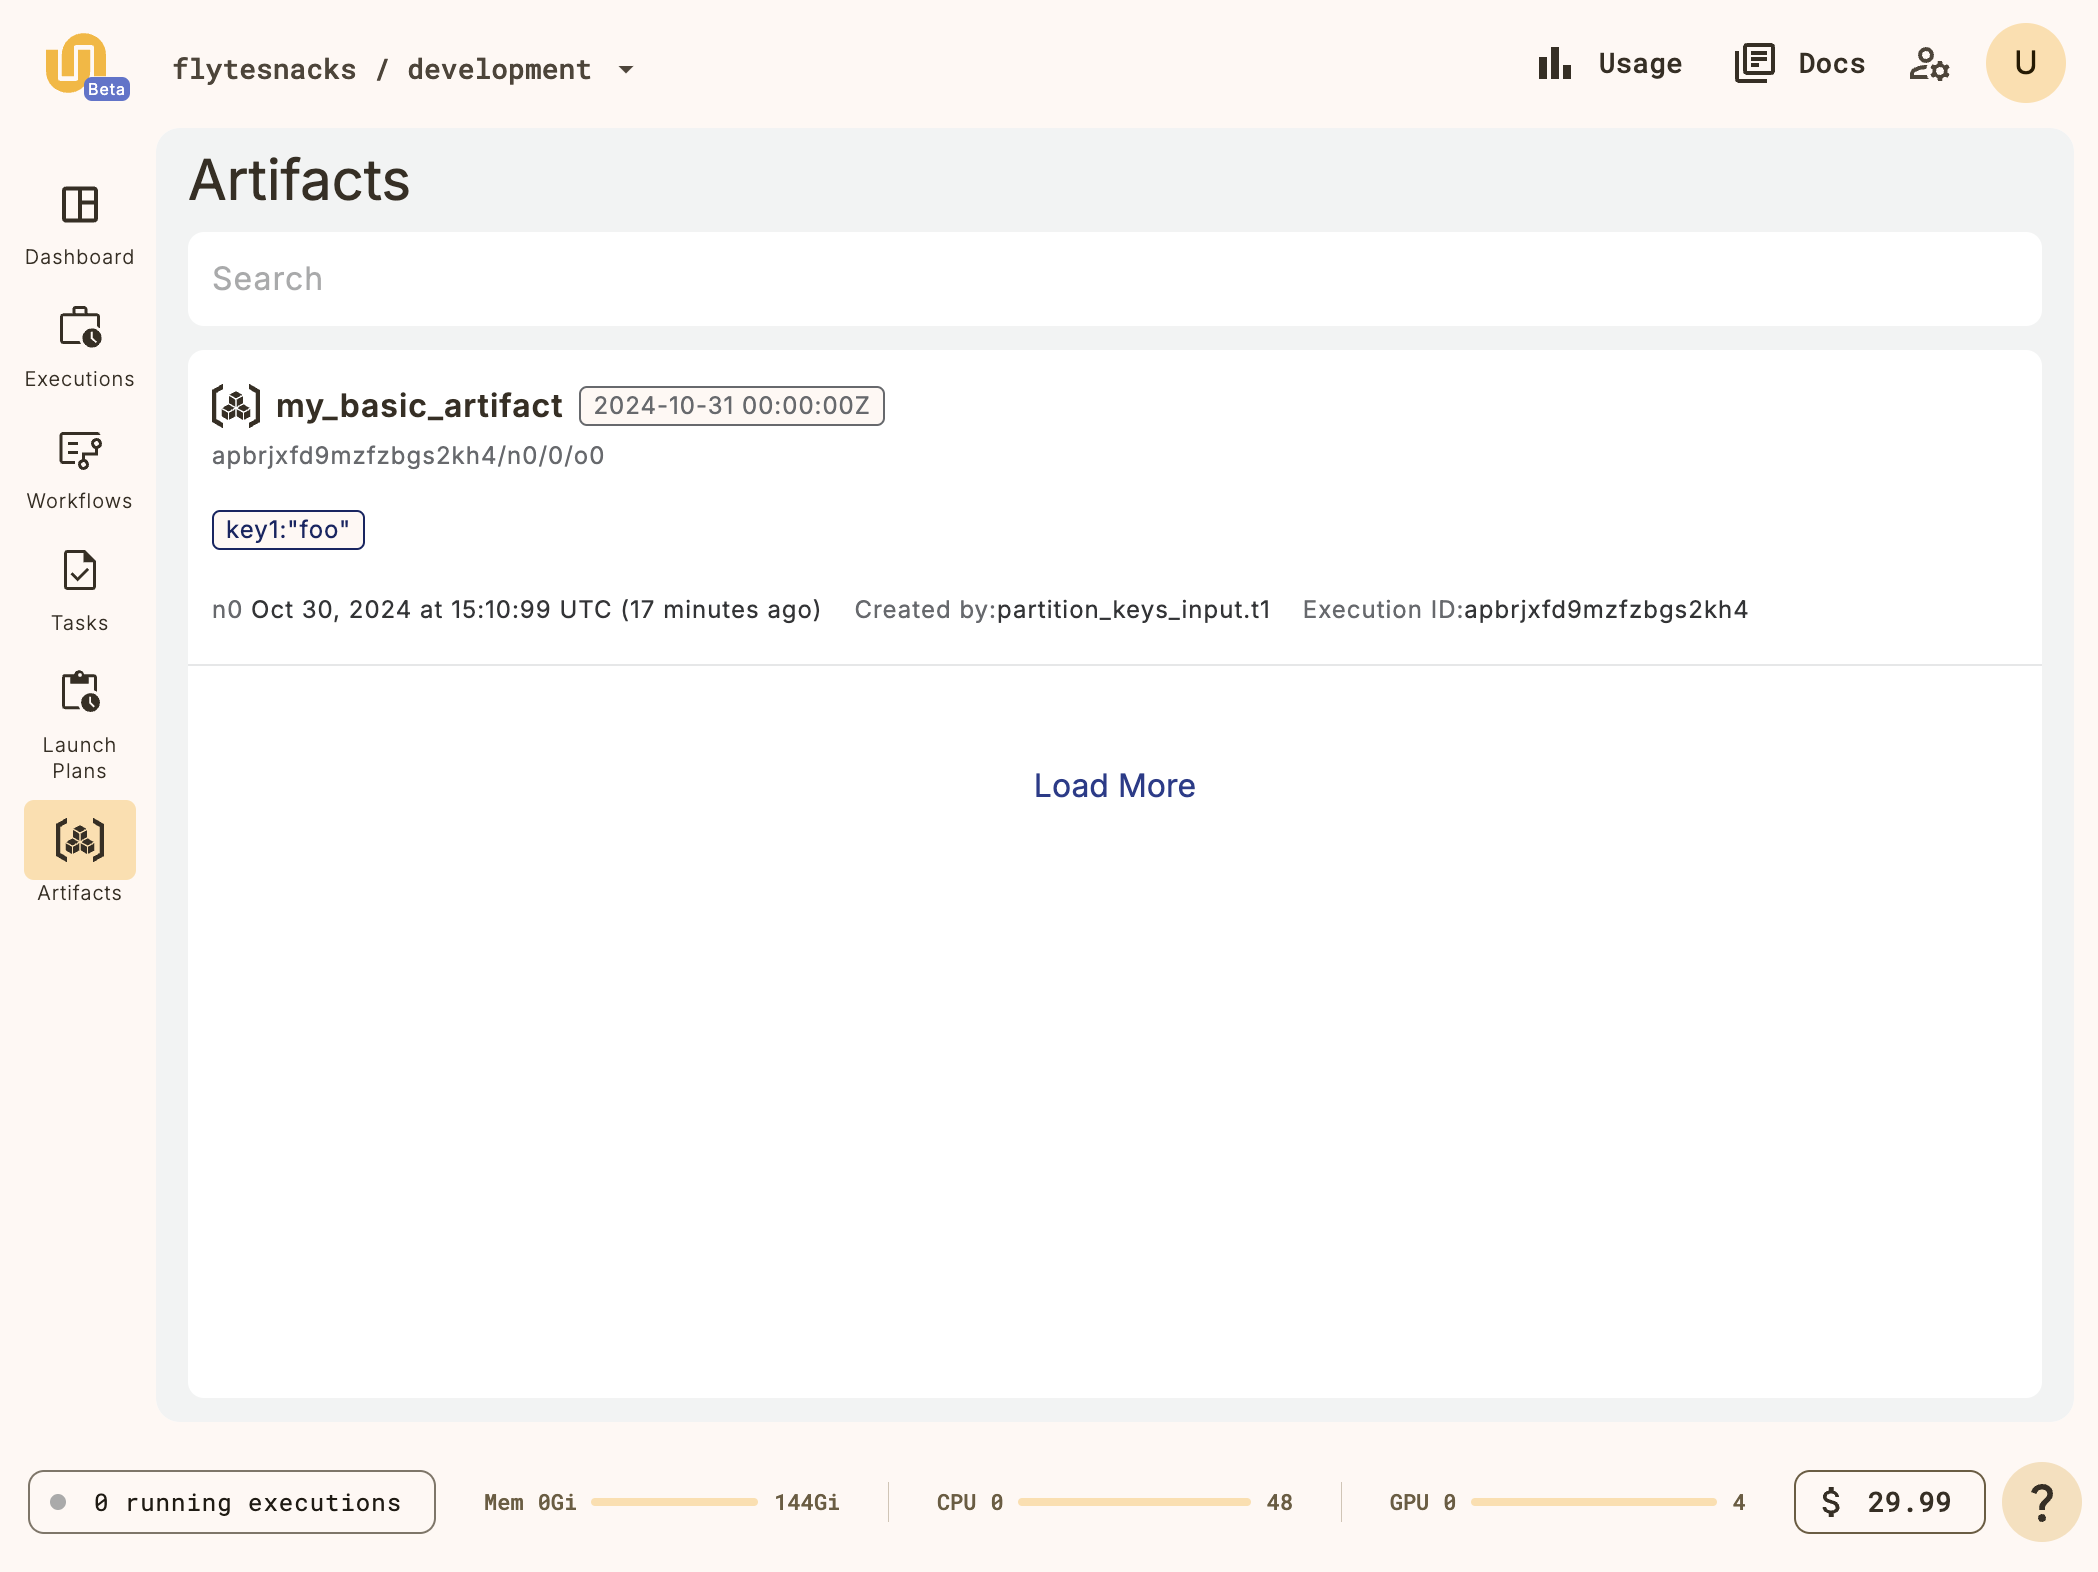 Beta
flytesnacks / development
Usage
Docs
U
Dashboard
Executions
Workflows
Tasks
Launch
Plans
Artifacts
Artifacts
Search
my_basic_artifact 2024-10-31 00:00:00Z
apbrjxfd9mzfzbgs2kh4/n0/0/o0
key1:"foo"
n0 Oct 30, 2024 at 15:10:99 UTC (17 minutes ago) Created by:partition_keys_input.t1 Execution ID:apbrjxfd9mzfzbgs2kh4
Load More
0 running executions
Mem 0Gi 144Gi
CPU 0 48
GPU 0 4
$ 29.99
?